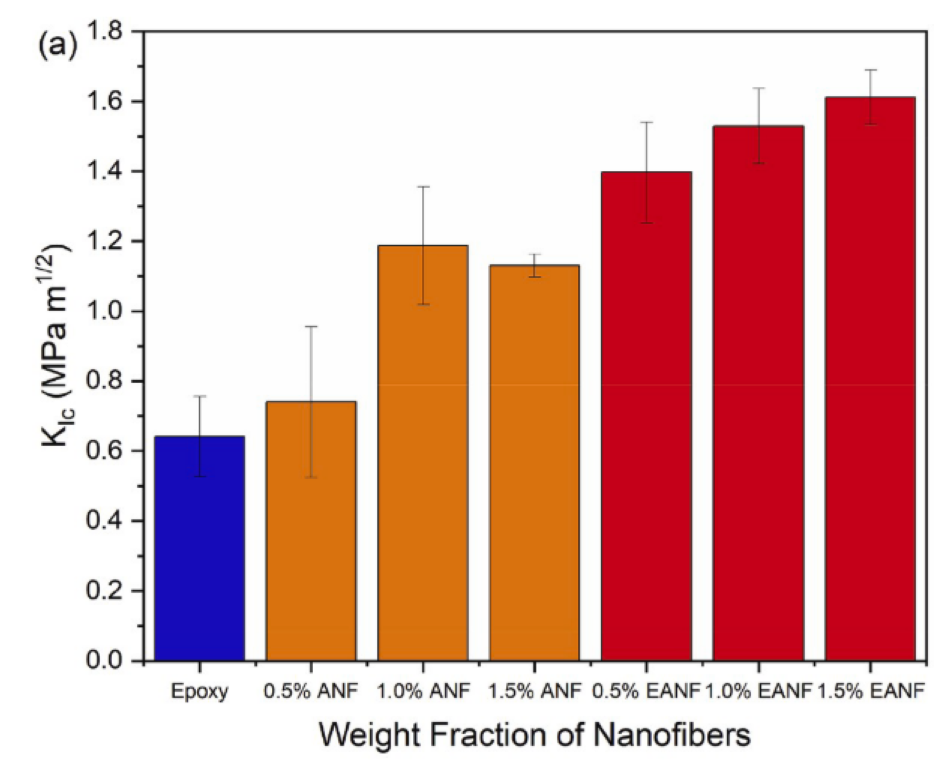 (a)
1.8
1.6
1.4
1.2
1.0
0.8
0.6
0.4
0.2
0.0
K_Ic (MPa m^1/2)
Epoxy 0.5% ANF 1.0% ANF 1.5% ANF 0.5% EANF 1.0% EANF 1.5% EANF
Weight Fraction of Nanofibers